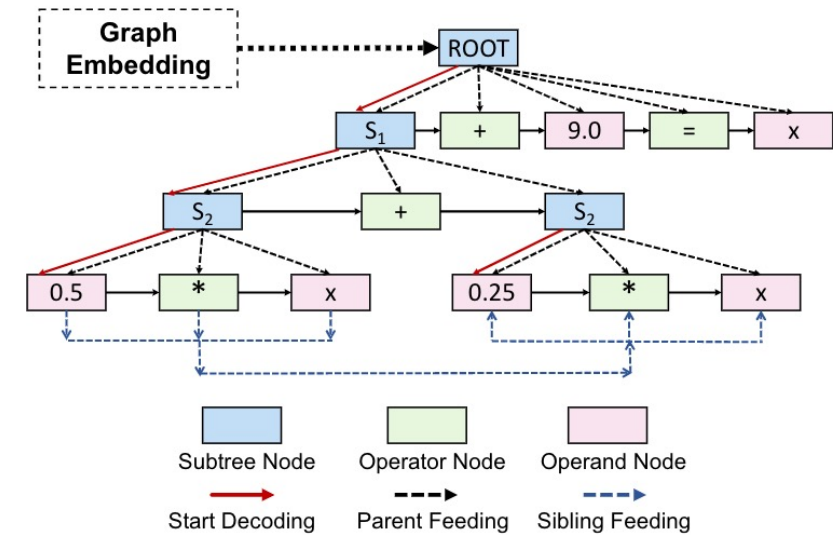 Graph
Embedding
ROOT
S₁ + 9.0 = x
S₂ + S₂
0.5 * x 0.25 * x
Subtree Node Operator Node Operand Node
Start Decoding Parent Feeding Sibling Feeding